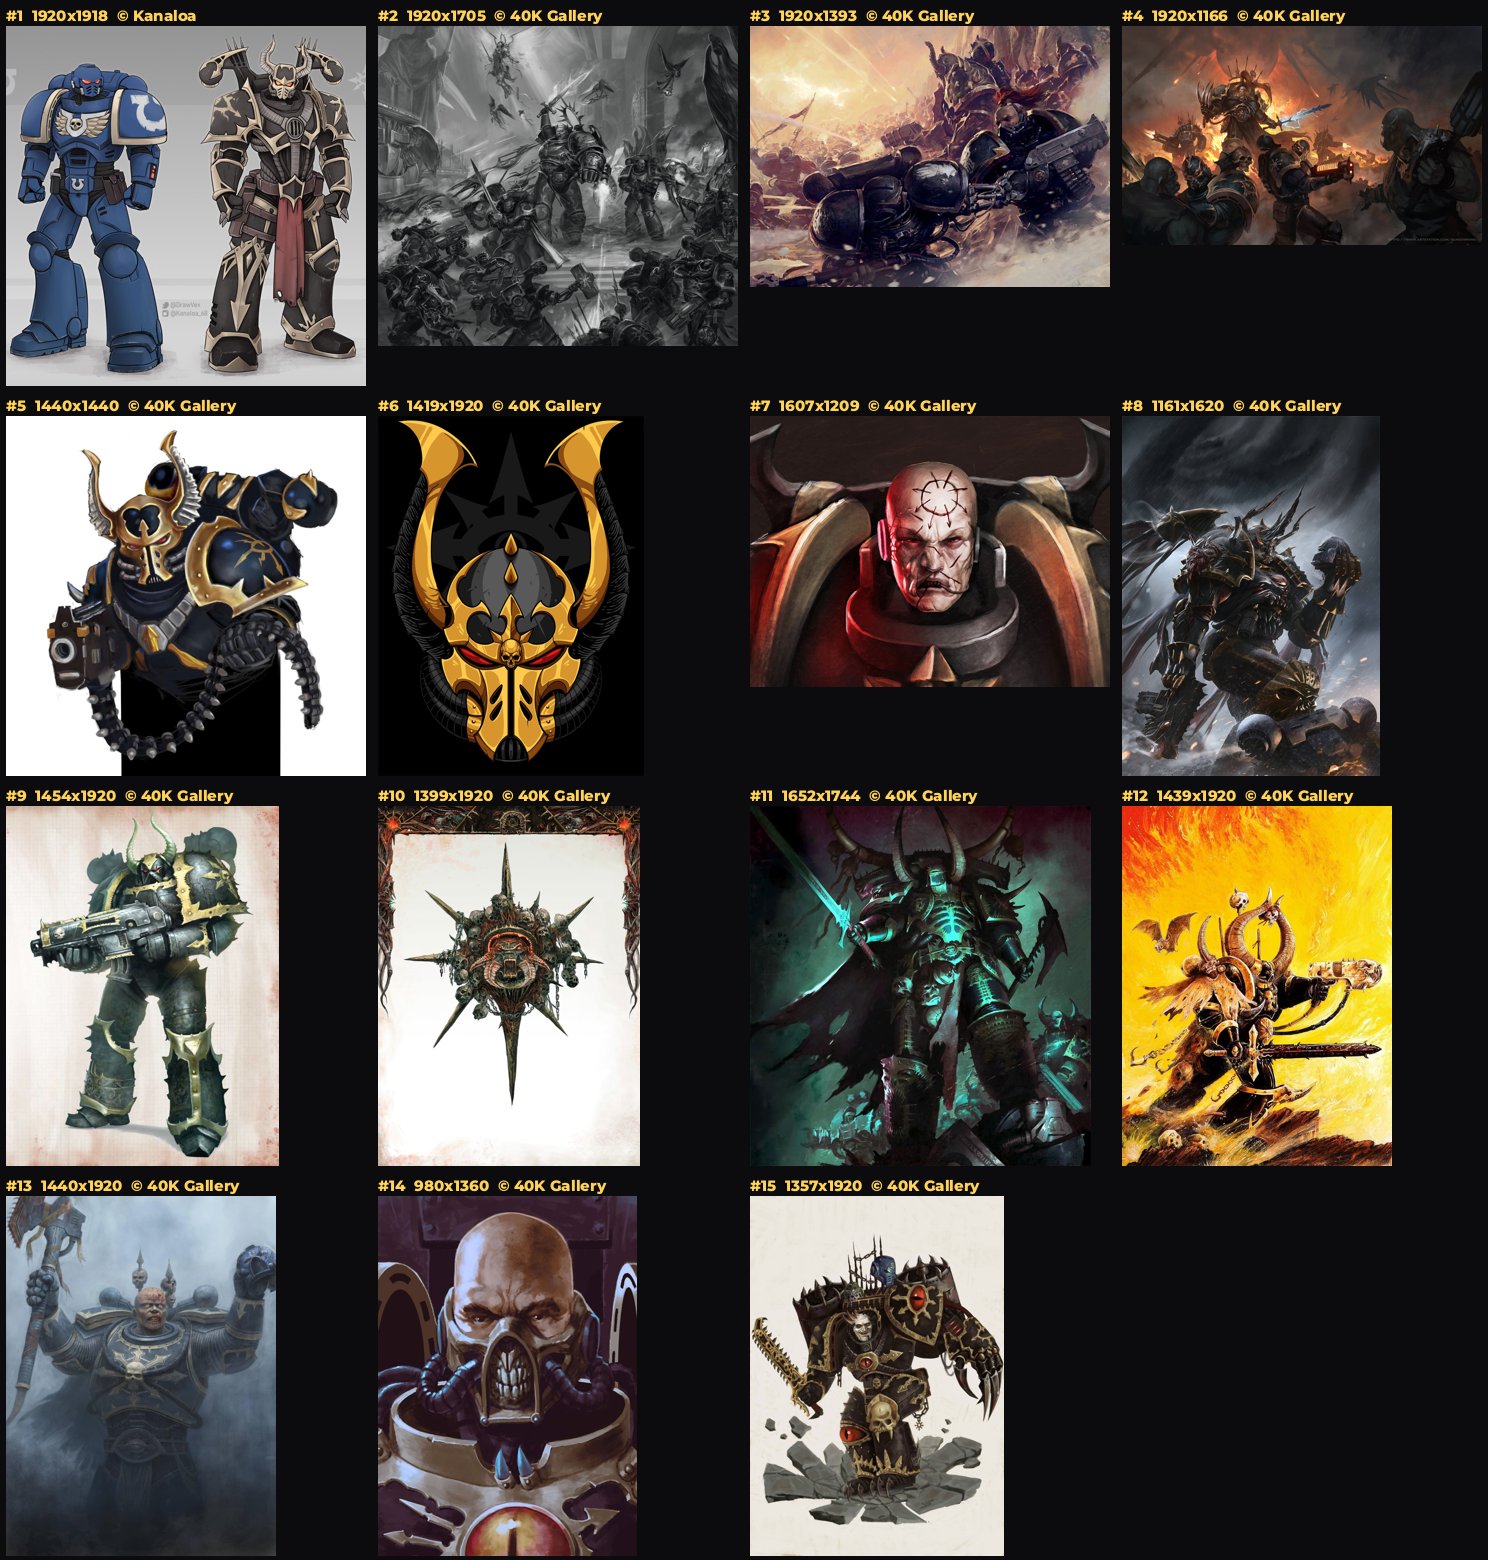 #1 1920x1918 © Kanaloa
#2 1920x1705 © 40K Gallery
#3 1920x1393 © 40K Gallery
#4 1920x1166 © 40K Gallery
@DrawVex
@Kanaloa_68
#5 1440x1440 © 40K Gallery
#6 1419x1920 © 40K Gallery
#7 1607x1209 © 40K Gallery
#8 1161x1620 © 40K Gallery
#9 1454x1920 © 40K Gallery
#10 1399x1920 © 40K Gallery
#11 1652x1744 © 40K Gallery
#12 1439x1920 © 40K Gallery
#13 1440x1920 © 40K Gallery
#14 980x1360 © 40K Gallery
#15 1357x1920 © 40K Gallery